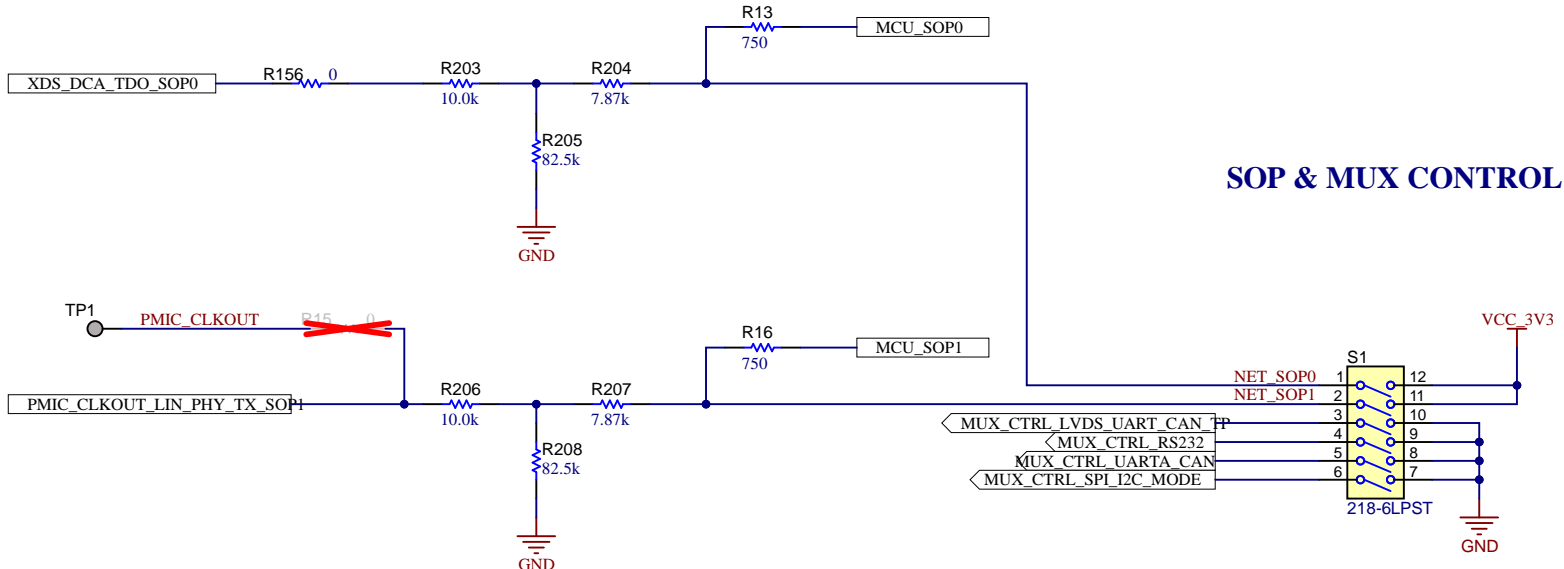 R13
750
MCU_SOP0
XDS_DCA_TDO_SOP0
R156
0
R203
10.0k
R204
7.87k
R205
82.5k
GND
SOP & MUX CONTROL
TP1
PMIC_CLKOUT
R15
0
R16
750
MCU_SOP1
PMIC_CLKOUT_LIN_PHY_TX_SOP1
R206
10.0k
R207
7.87k
R208
82.5k
GND
VCC_3V3
S1
NET_SOP0
1
12
NET_SOP1
2
11
MUX_CTRL_LVDS_UART_CAN_TP
3
10
MUX_CTRL_RS232
4
9
MUX_CTRL_UARTA_CAN
5
8
MUX_CTRL_SPI_I2C_MODE
6
7
218-6LPST
GND